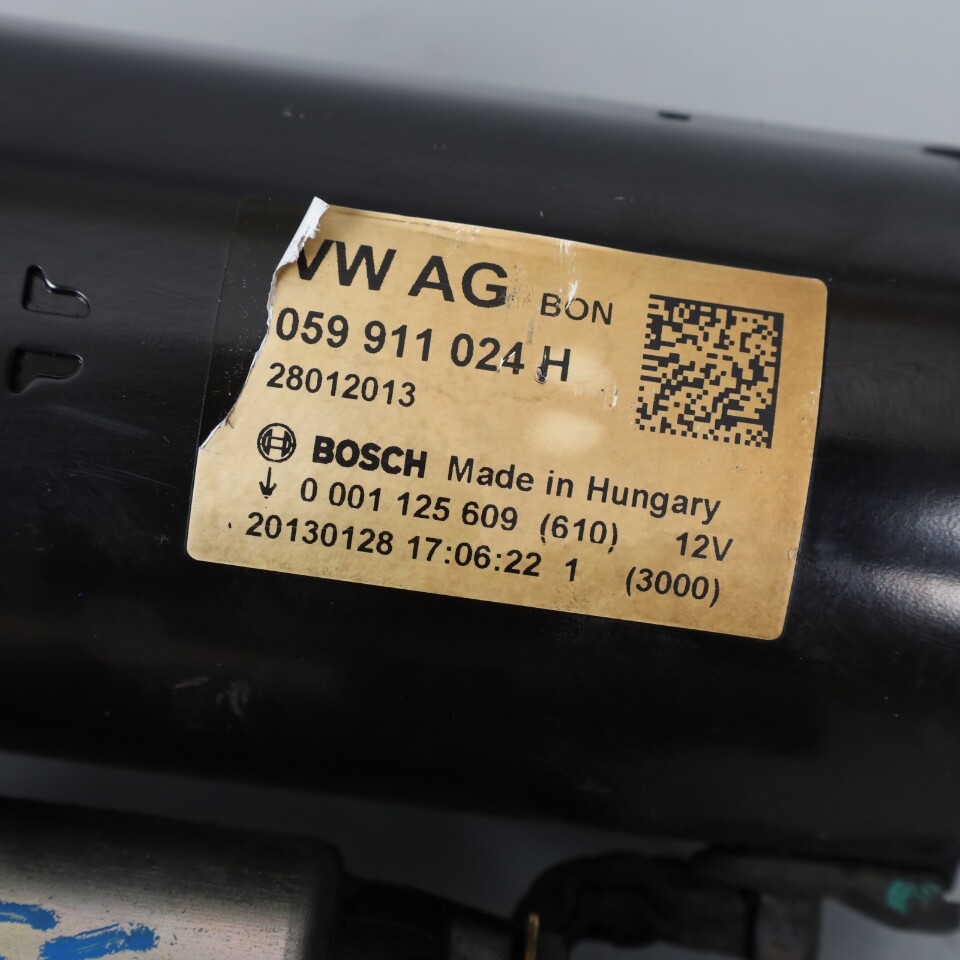 VW AG BON
059 911 024 H
28012013
BOSCH Made in Hungary
0 001 125 609 (610) 12V
20130128 17:06:22 1 (3000)